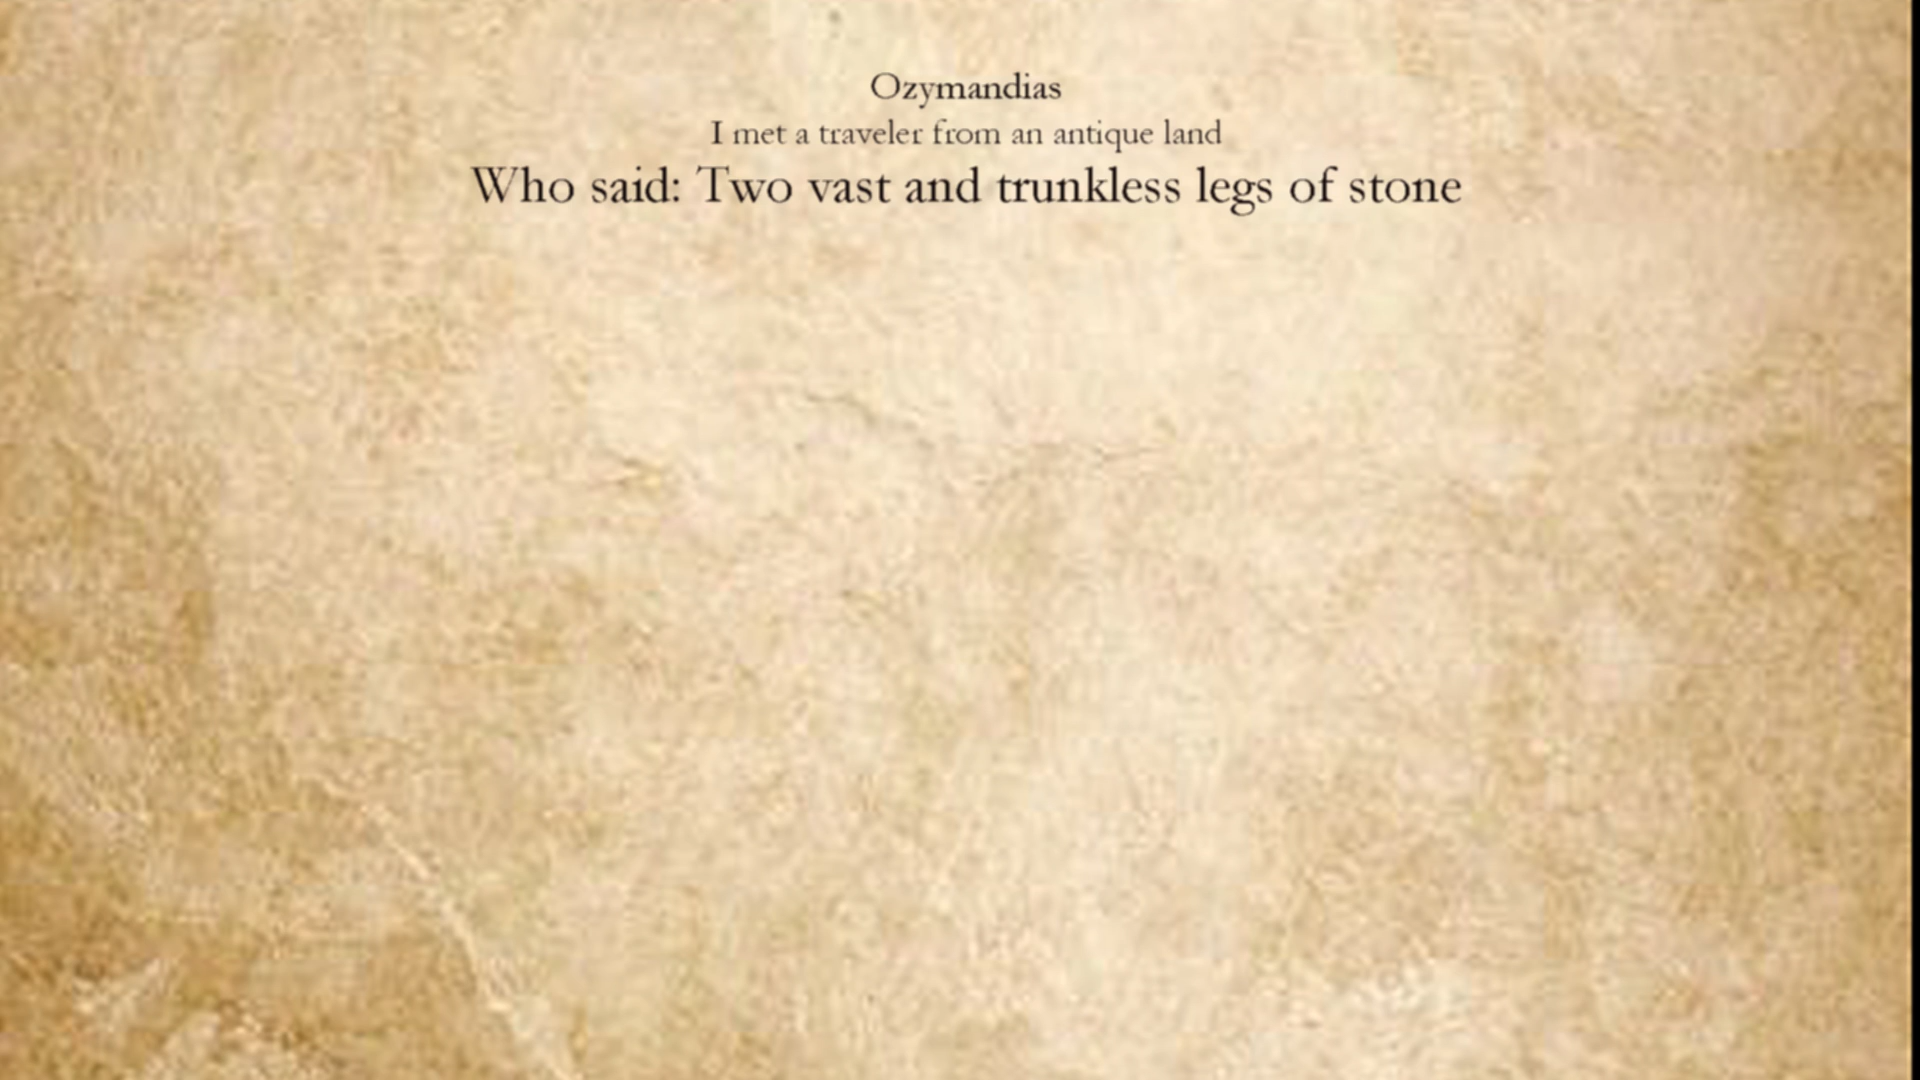 Ozymandias
I met a traveler from an antique land
Who said: Two vast and trunkless legs of stone